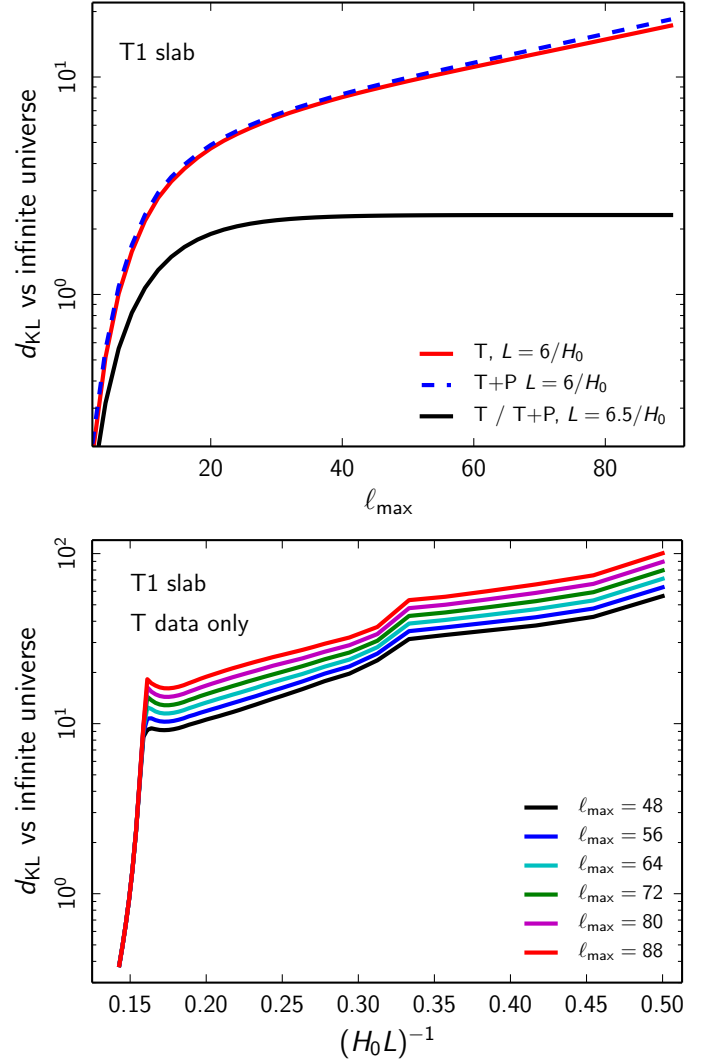 T1 slab
d_KL vs infinite universe
10^1
10^0
T, L = 6/H_0
T+P L = 6/H_0
T / T+P, L = 6.5/H_0
20
40
60
80
ℓ_max
T1 slab
T data only
d_KL vs infinite universe
10^2
10^1
10^0
ℓ_max = 48
ℓ_max = 56
ℓ_max = 64
ℓ_max = 72
ℓ_max = 80
ℓ_max = 88
0.15
0.20
0.25
0.30
0.35
0.40
0.45
0.50
(H_0L)^−1